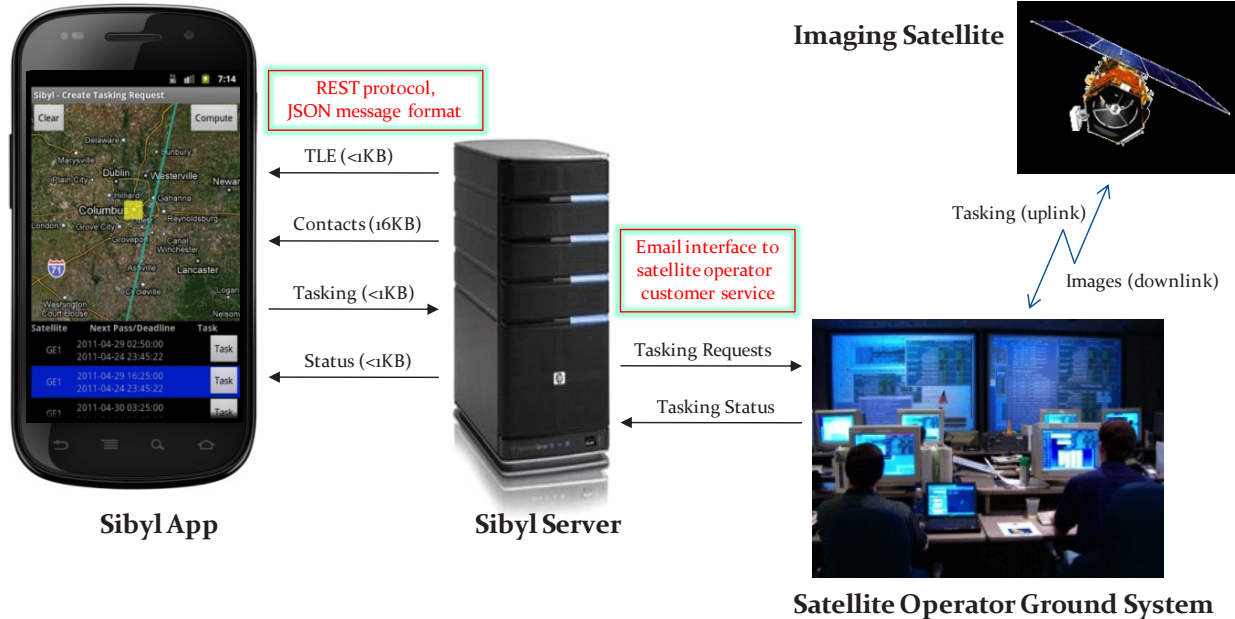 Imaging Satellite
7:14
Sibyl - Create Tasking Request
Clear
Compute
Delaware
Sunbury
Marysville
Plain City
Dublin
Westerville
Newar
Hilliard
Gahanna
Columbus
Reynoldsburg
London
Grove City
Groveport
Canal
Winchester
71
Ashville
Lancaster
Circleville
Logan
Washington
Court House
Nelson
Satellite Next Pass/Deadline Task
GE1
2011-04-29 02:50:00
2011-04-24 23:45:22
Task
GE1
2011-04-29 16:25:00
2011-04-24 23:45:22
Task
GE1
2011-04-30 03:25:00
Task
Sibyl App
REST protocol,
JSON message format
TLE (<1KB)
Contacts (16KB)
Tasking (<1KB)
Status (<1KB)
Sibyl Server
Email interface to
satellite operator
customer service
Tasking Requests
Tasking Status
Tasking (uplink)
Images (downlink)
Satellite Operator Ground System